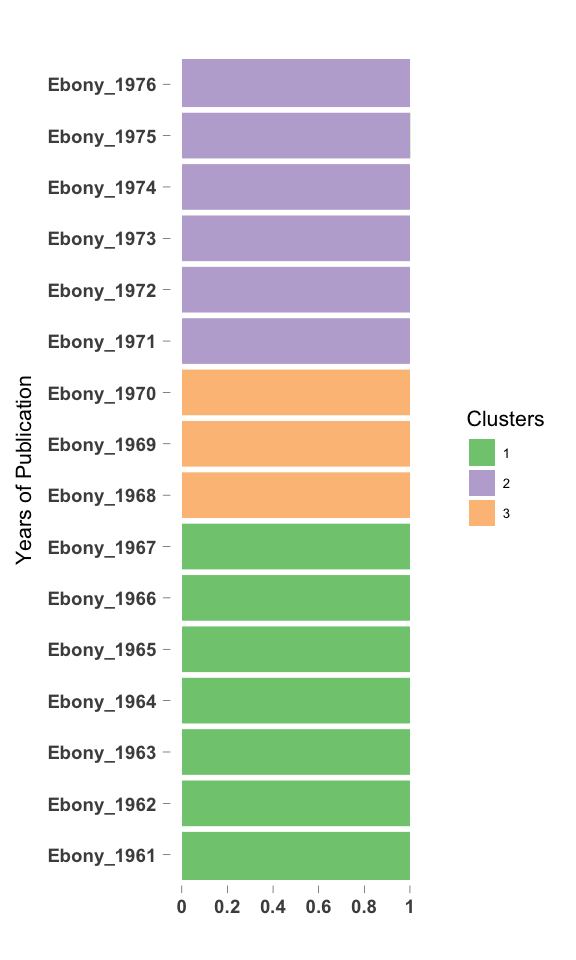 Ebony_1976
Ebony_1975
Ebony_1974
Ebony_1973
Ebony_1972
Ebony_1971
Ebony_1970
Ebony_1969
Ebony_1968
Ebony_1967
Ebony_1966
Ebony_1965
Ebony_1964
Ebony_1963
Ebony_1962
Ebony_1961
Years of Publication
0 0.2 0.4 0.6 0.8 1
Clusters
1
2
3